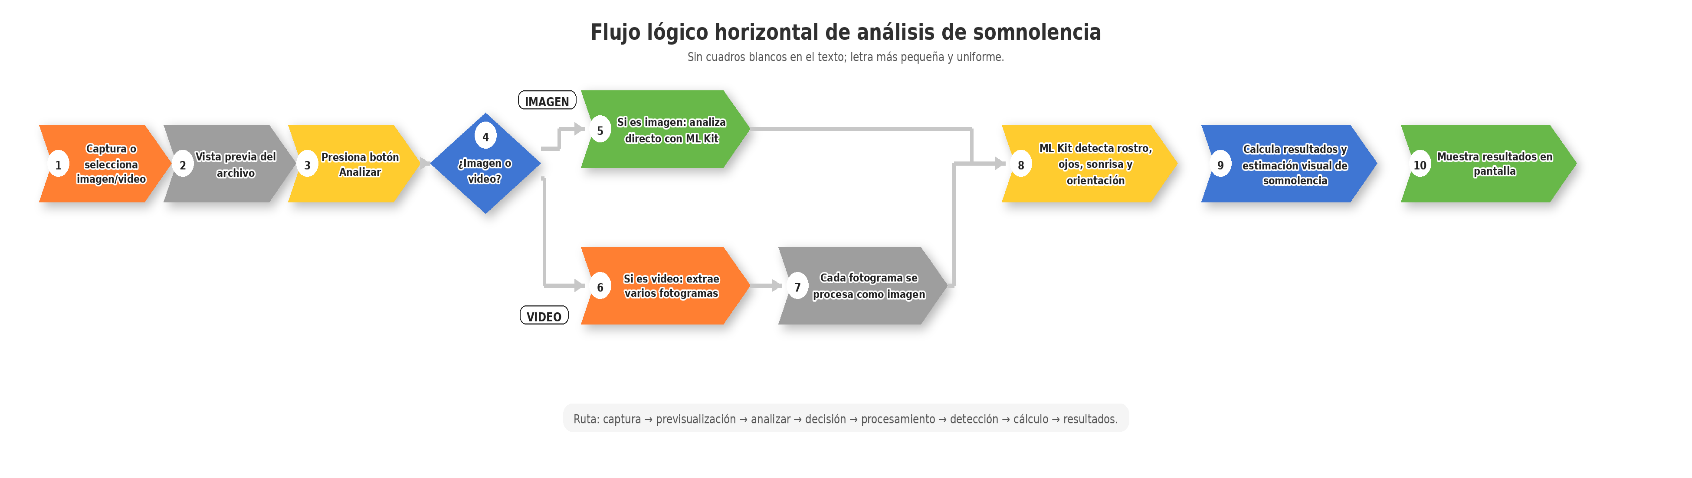 Flujo lógico horizontal de análisis de somnolencia
Sin cuadros blancos en el texto; letra más pequeña y uniforme.
1
Captura o
selecciona
imagen/video
2
Vista previa del
archivo
3
Presiona botón
Analizar
4
¿Imagen o
video?
IMAGEN
5
Si es imagen: analiza
directo con ML Kit
VIDEO
6
Si es video: extrae
varios fotogramas
7
Cada fotograma se
procesa como imagen
8
ML Kit detecta rostro,
ojos, sonrisa y
orientación
9
Calcula resultados y
estimación visual de
somnolencia
10
Muestra resultados en
pantalla
Ruta: captura → previsualización → analizar → decisión → procesamiento → detección → cálculo → resultados.